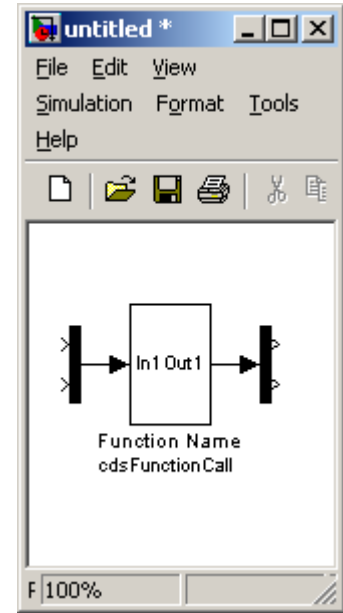 untitled *
File Edit View
Simulation Format Tools
Help
In1 Out1
Function Name
cdsFunctionCall
F 100%